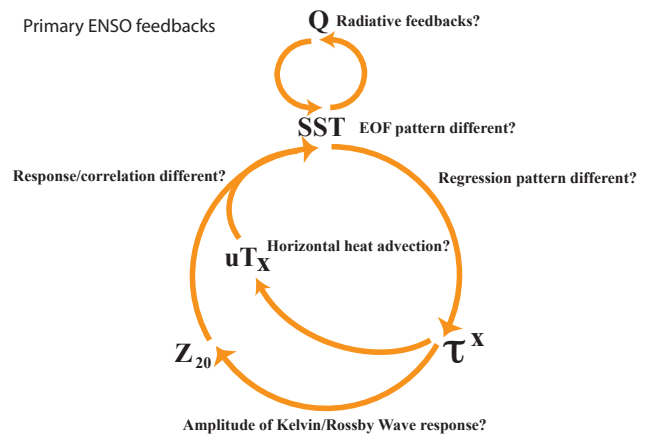 Primary ENSO feedbacks
Q Radiative feedbacks?
SST EOF pattern different?
Response/correlation different?
Regression pattern different?
Horizontal heat advection?
uTx
Z20
τx
Amplitude of Kelvin/Rossby Wave response?